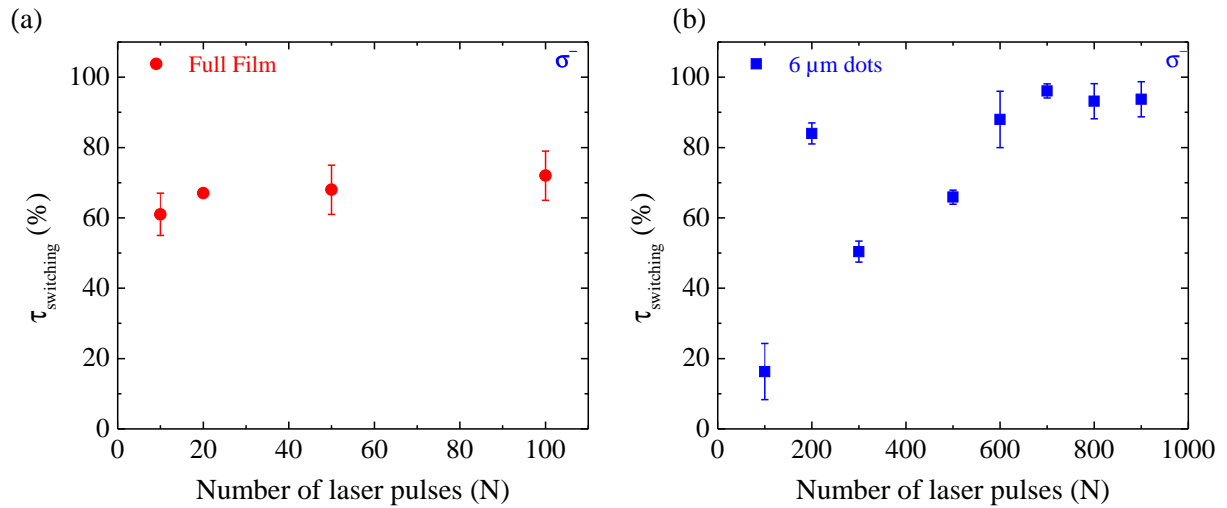 (a)
Full Film
σ⁻
100
80
60
40
20
0
τswitching (%)
0 20 40 60 80 100
Number of laser pulses (N)
(b)
6 µm dots
σ⁻
100
80
60
40
20
0
τswitching (%)
0 200 400 600 800 1000
Number of laser pulses (N)